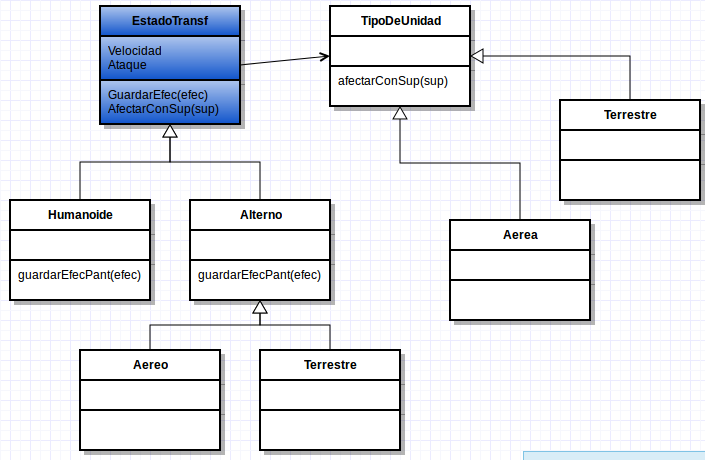 EstadoTransf
Velocidad
Ataque
GuardarEfec(efec)
AfectarConSup(sup)
TipoDeUnidad
afectarConSup(sup)
Terrestre
Humanoide
guardarEfecPant(efec)
Alterno
guardarEfecPant(efec)
Aerea
Aereo
Terrestre